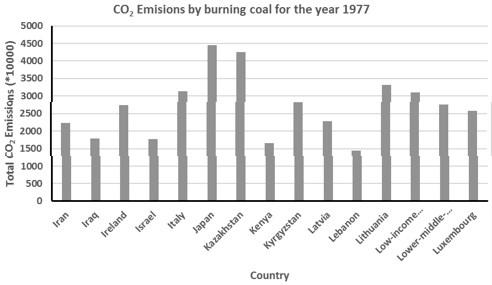 CO₂ Emisions by burning coal for the year 1977
Total CO₂ Emissions (*10000)
5000
4500
4000
3500
3000
2500
2000
1500
1000
500
0
Iran
Iraq
Ireland
Israel
Italy
Japan
Kazakhstan
Kenya
Kyrgyzstan
Latvia
Lebanon
Lithuania
Low-income...
Lower-middle-...
Luxembourg
Country